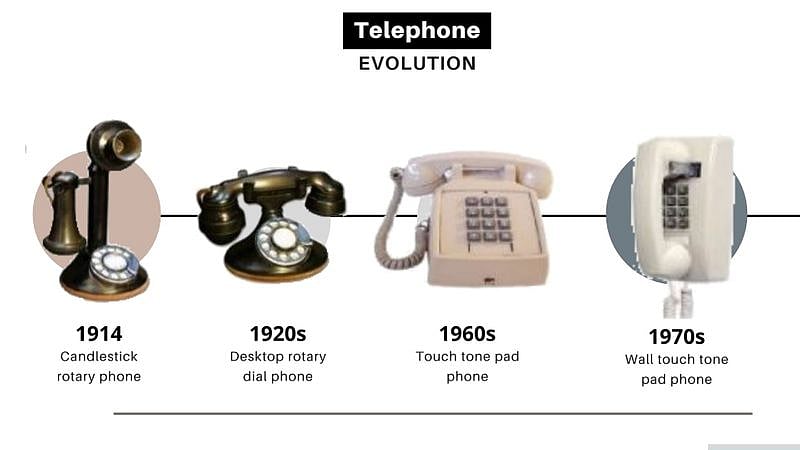 Telephone
EVOLUTION
1914
Candlestick
rotary phone
1920s
Desktop rotary
dial phone
1960s
Touch tone pad
phone
1970s
Wall touch tone
pad phone